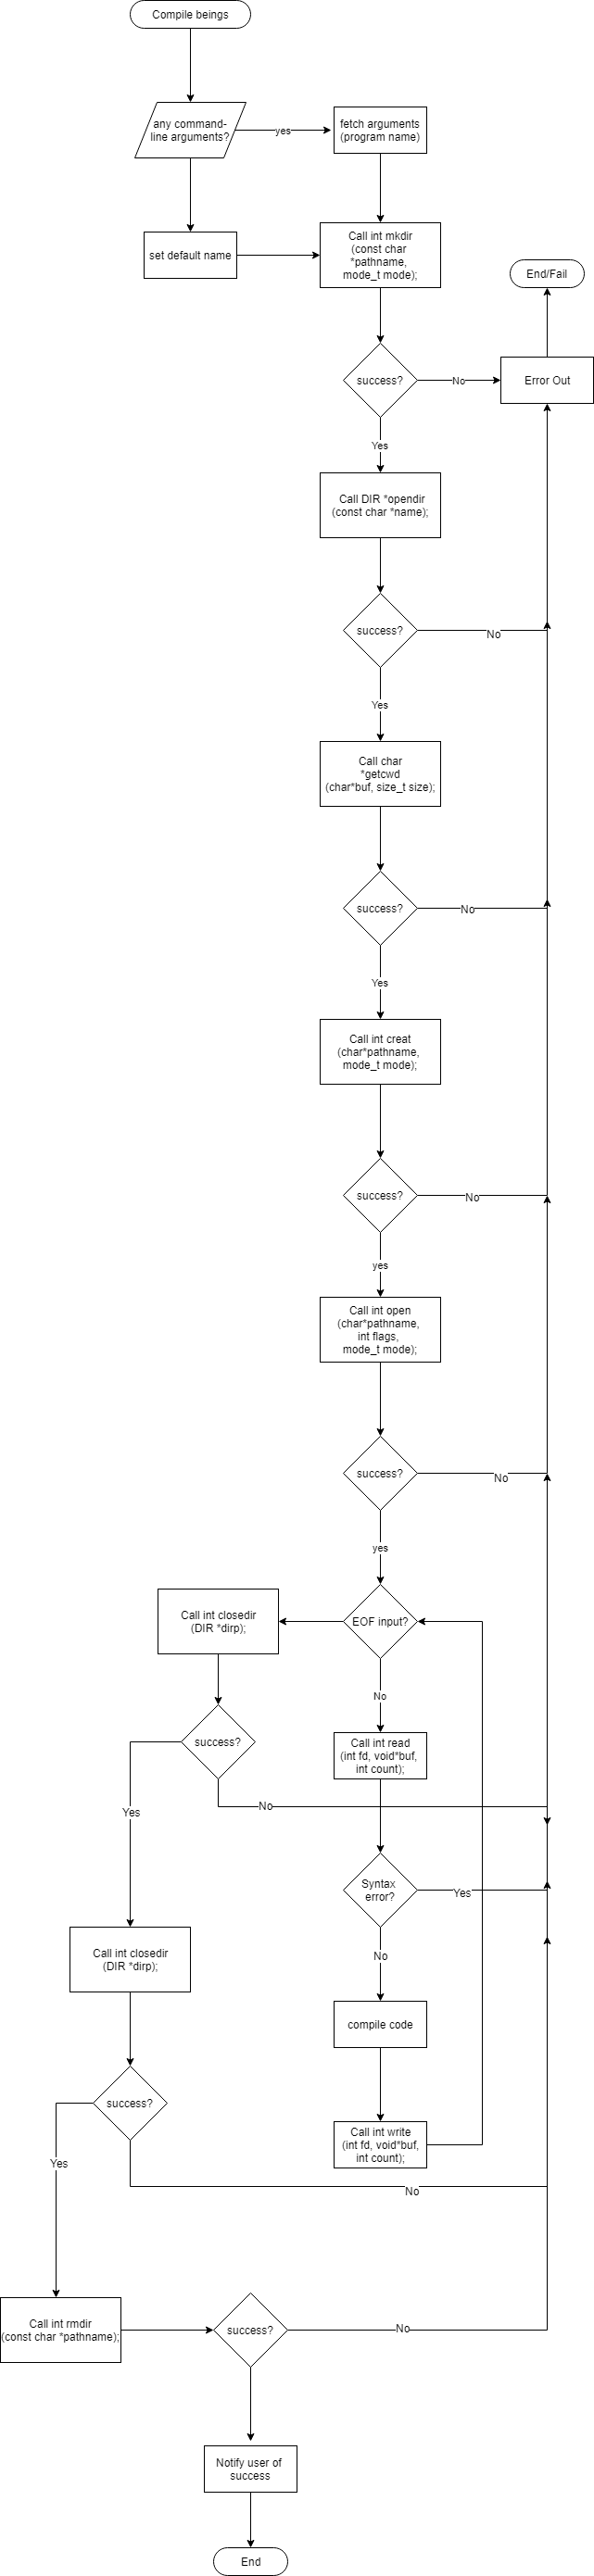 Compile beings
any command-
line arguments?
yes
fetch arguments
(program name)
set default name
Call int mkdir
(const char
*pathname,
mode_t mode);
End/Fail
success?
No
Error Out
Yes
Call DIR *opendir
(const char *name);
success?
No
Yes
Call char
*getcwd
(char*buf, size_t size);
success?
No
Yes
Call int creat
(char*pathname,
mode_t mode);
success?
No
yes
Call int open
(char*pathname,
int flags,
mode_t mode);
success?
No
yes
Call int closedir
(DIR *dirp);
EOF input?
No
success?
Call int read
(int fd, void*buf,
int count);
No
Yes
Syntax
error?
Yes
Call int closedir
(DIR *dirp);
No
compile code
success?
Call int write
(int fd, void*buf,
int count);
Yes
No
Call int rmdir
(const char *pathname);
success?
No
Notify user of
success
End